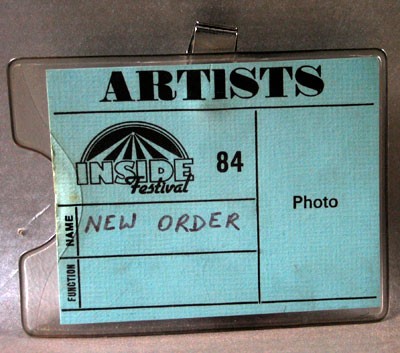 ARTISTS
INSIDE
Festival
84
Photo
NAME
NEW ORDER
FUNCTION